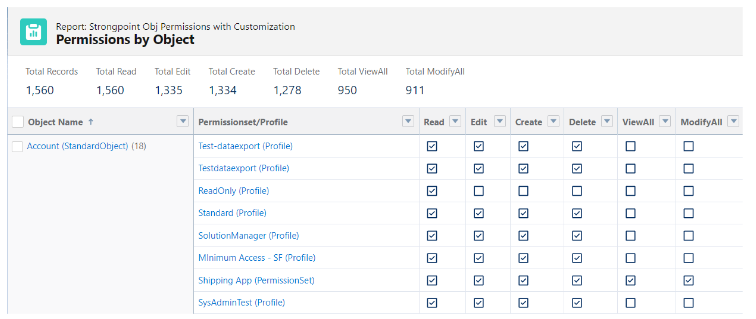 Report: Strongpoint Obj Permissions with Customization
Permissions by Object
Total Records Total Read Total Edit Total Create Total Delete Total ViewAll Total ModifyAll
1,560 1,560 1,335 1,334 1,278 950 911
Object Name ↑ Permissionset/Profile Read Edit Create Delete ViewAll ModifyAll
Account (StandardObject) (18) Test-dataexport (Profile)
Testdataexport (Profile)
ReadOnly (Profile)
Standard (Profile)
SolutionManager (Profile)
MInimum Access - SF (Profile)
Shipping App (PermissionSet)
SysAdminTest (Profile)